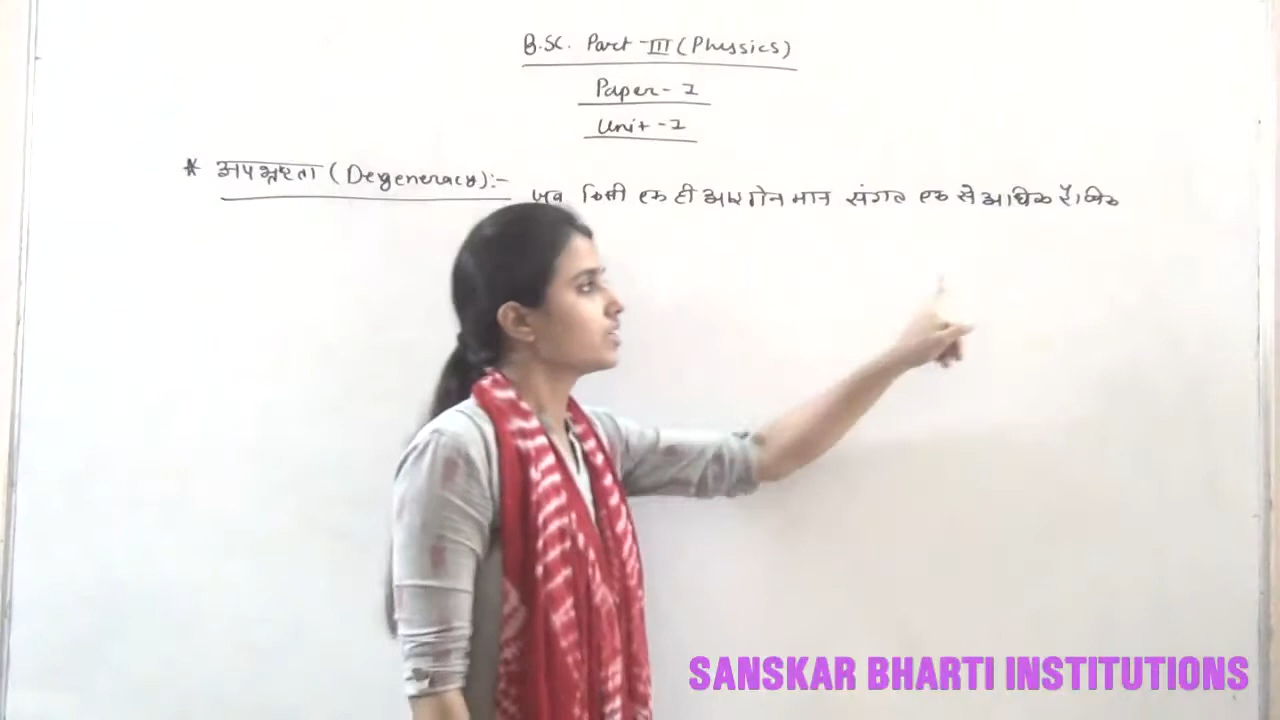 B.SC. Part-III (Physics)
Paper-I
Unit-I
* अपभ्रष्टता (Degeneracy):-
जब किसी एक ही आइगेन मान संगत एक से अधिक
SANSKAR BHARTI INSTITUTIONS